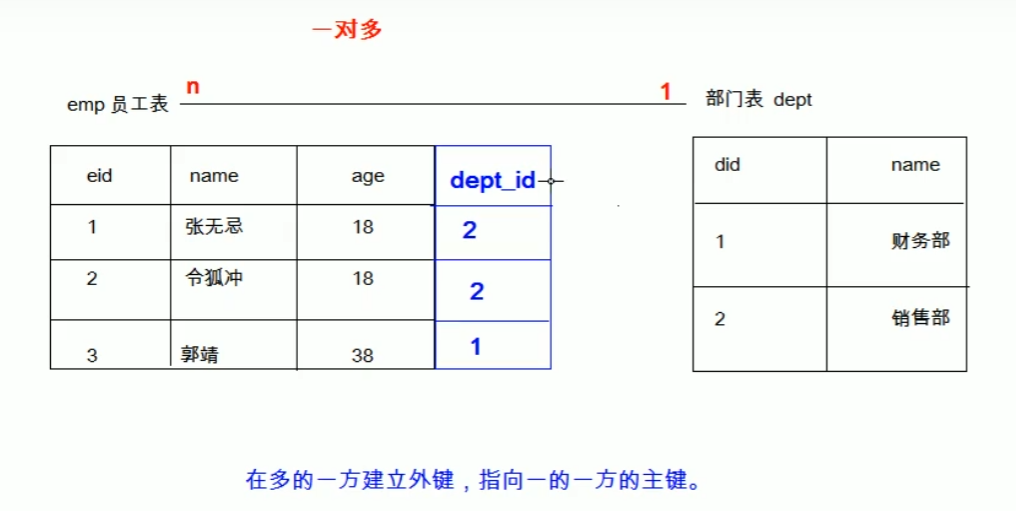 一对多
n 1
emp 员工表 部门表 dept
eid name age dept_id did name
1 张无忌 18 2 1 财务部
2 令狐冲 18 2 2 销售部
3 郭靖 38 1
在多的一方建立外键，指向一的一方的主键。